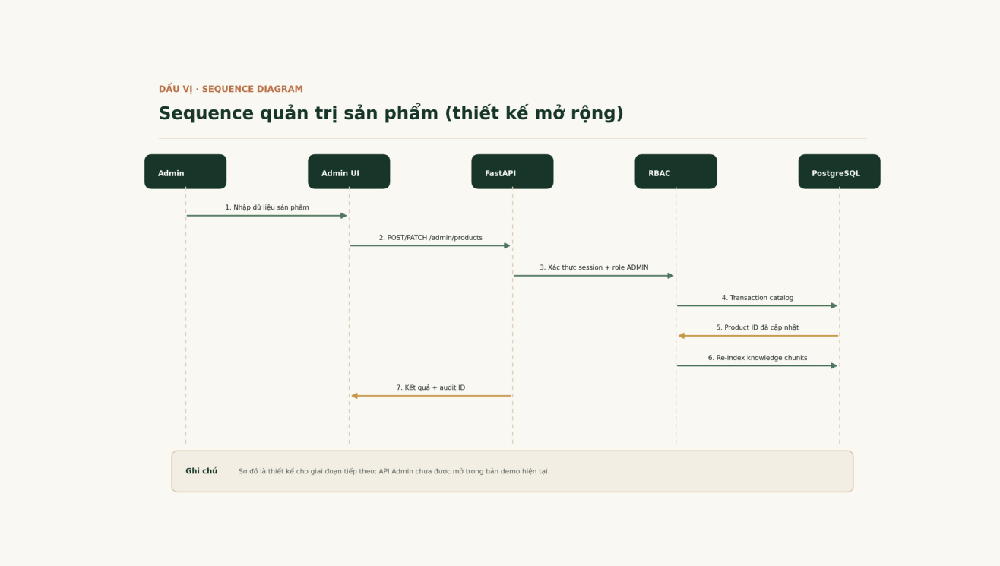 DẤU VỊ · SEQUENCE DIAGRAM
Sequence quản trị sản phẩm (thiết kế mở rộng)
Admin
Admin UI
FastAPI
RBAC
PostgreSQL
1. Nhập dữ liệu sản phẩm
2. POST/PATCH /admin/products
3. Xác thực session + role ADMIN
4. Transaction catalog
5. Product ID đã cập nhật
6. Re-index knowledge chunks
7. Kết quả + audit ID
Ghi chú
Sơ đồ là thiết kế cho giai đoạn tiếp theo; API Admin chưa được mở trong bản demo hiện tại.